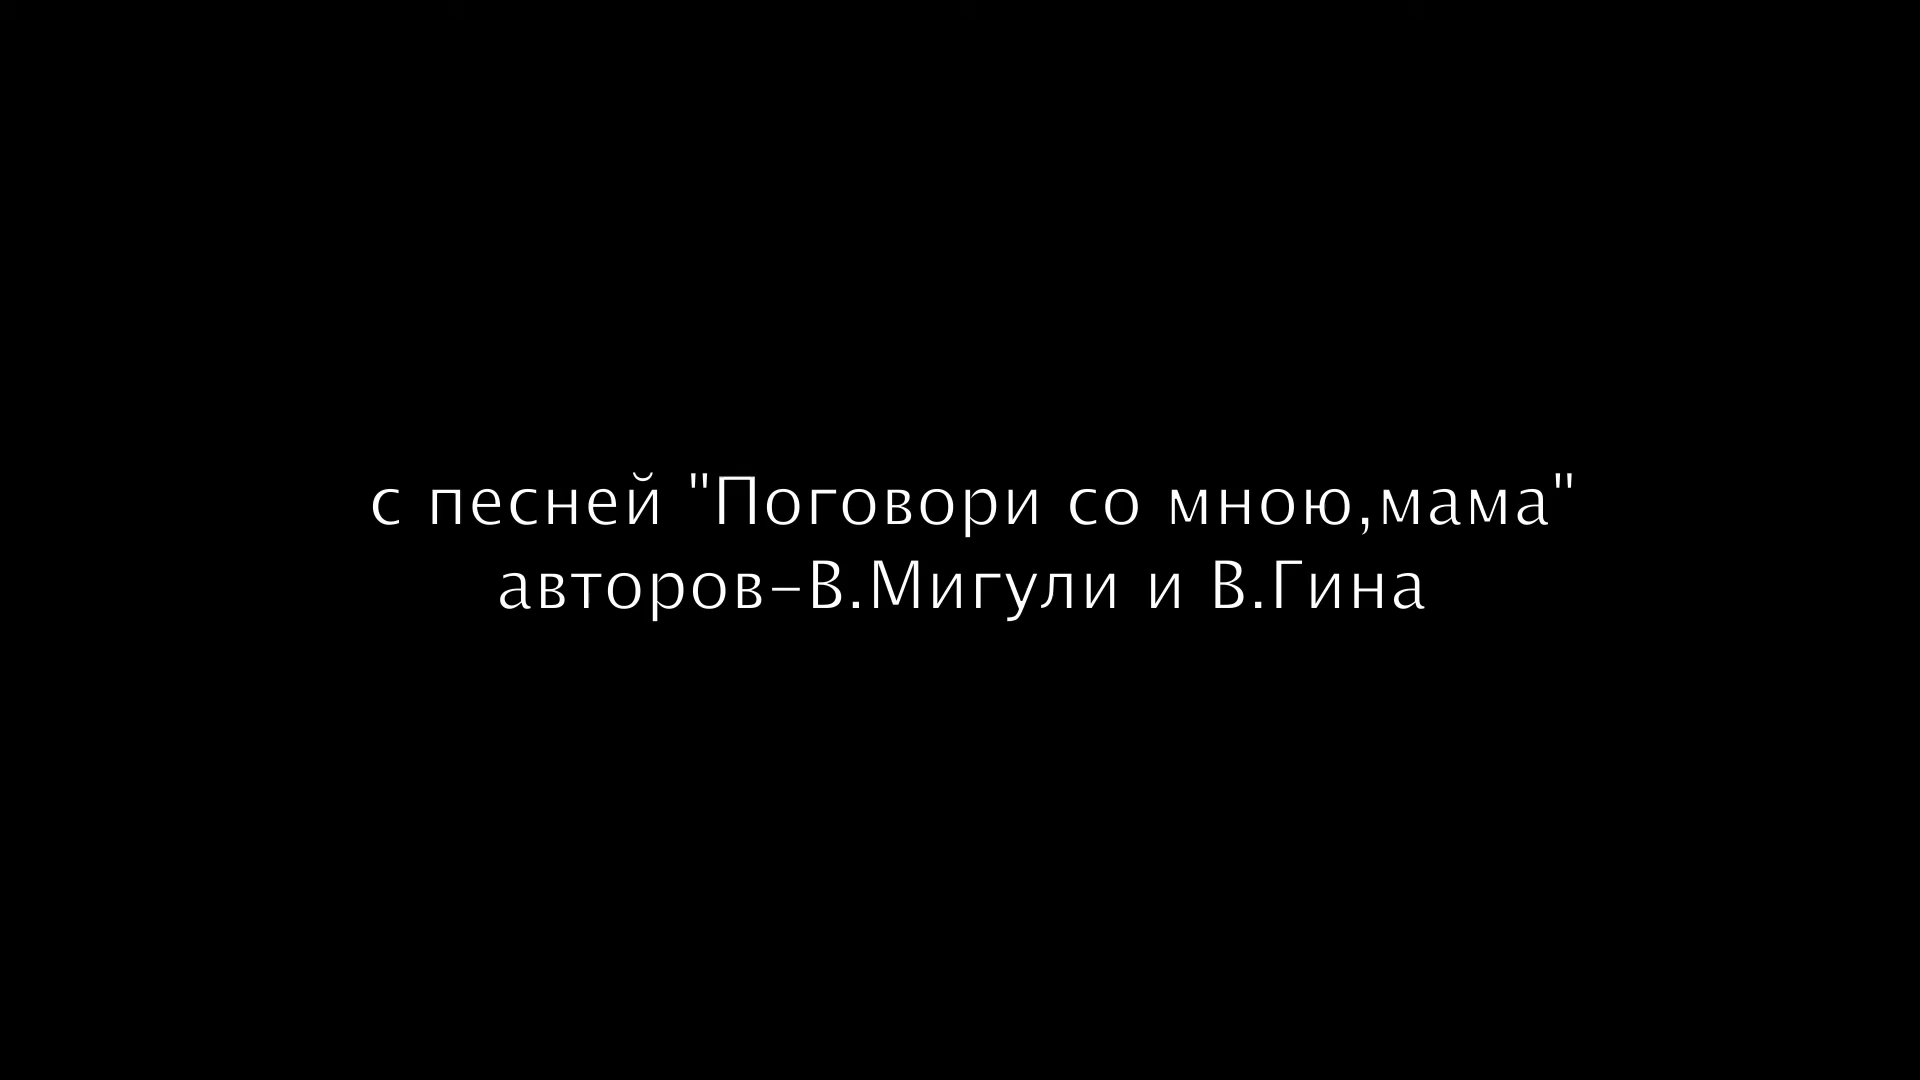 с песней "Поговори со мною,мама"
авторов-В.Мигули и В.Гина